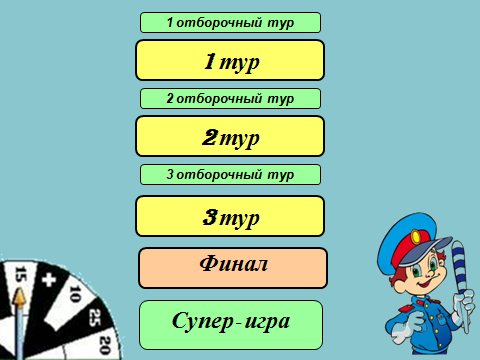 1 отборочный тур
1 тур
2 отборочный тур
2 тур
3 отборочный тур
3 тур
Финал
Супер-игра
15
+
10
25
20